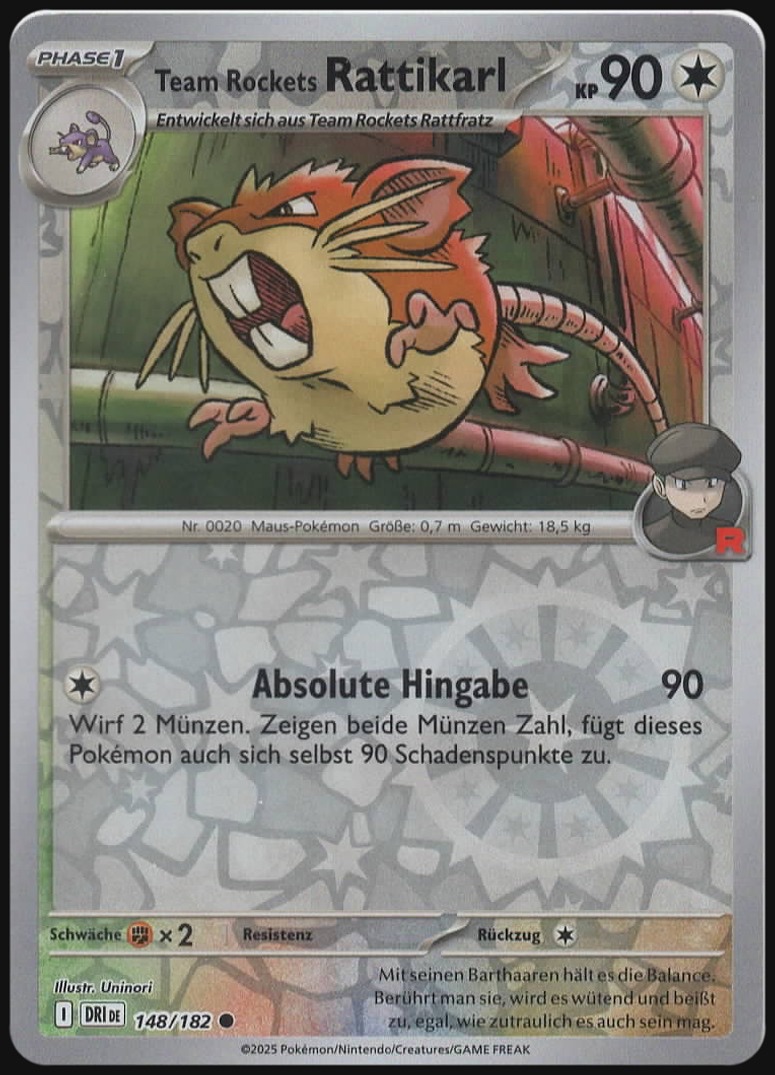 PHASE 1
Team Rockets Rattikarl KP 90
Entwickelt sich aus Team Rockets Rattfratz
R
Nr. 0020 Maus-Pokémon Größe: 0,7 m Gewicht: 18,5 kg
Absolute Hingabe 90
Wirf 2 Münzen. Zeigen beide Münzen Zahl, fügt dieses
Pokémon auch sich selbst 90 Schadenspunkte zu.
Schwäche × 2 Resistenz Rückzug
Mit seinen Barthaaren hält es die Balance.
Berührt man sie, wird es wütend und beißt
zu, egal, wie zutraulich es auch sein mag.
Illustr. Uninori
I DRI DE 148/182
©2025 Pokémon/Nintendo/Creatures/GAME FREAK